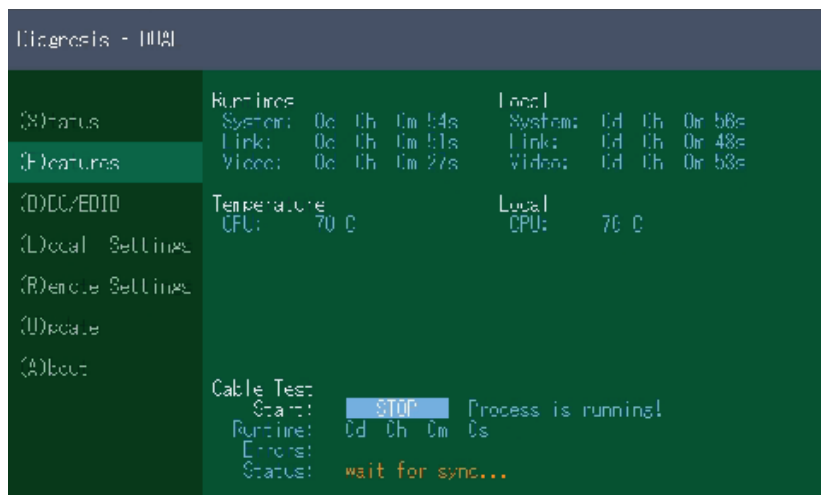 Diagnosis - DUAL
(S)tatus
(F)eatures
(D)DC/EDID
(L)ocal Settings
(R)emote Settings
(U)pdate
(A)bout
Runtimes Local
System: 0d 0h 0m 54s System: 0d 0h 0m 56s
Link: 0d 0h 0m 51s Link: 0d 0h 0m 48s
Video: 0d 0h 0m 27s Video: 0d 0h 0m 53s
Temperature Local
CPU: 70 C CPU: C
Cable Test
Start: STOP Process is running!
Runtime: 0d 0h 0m 0s
Errors:
Status: wait for sync...